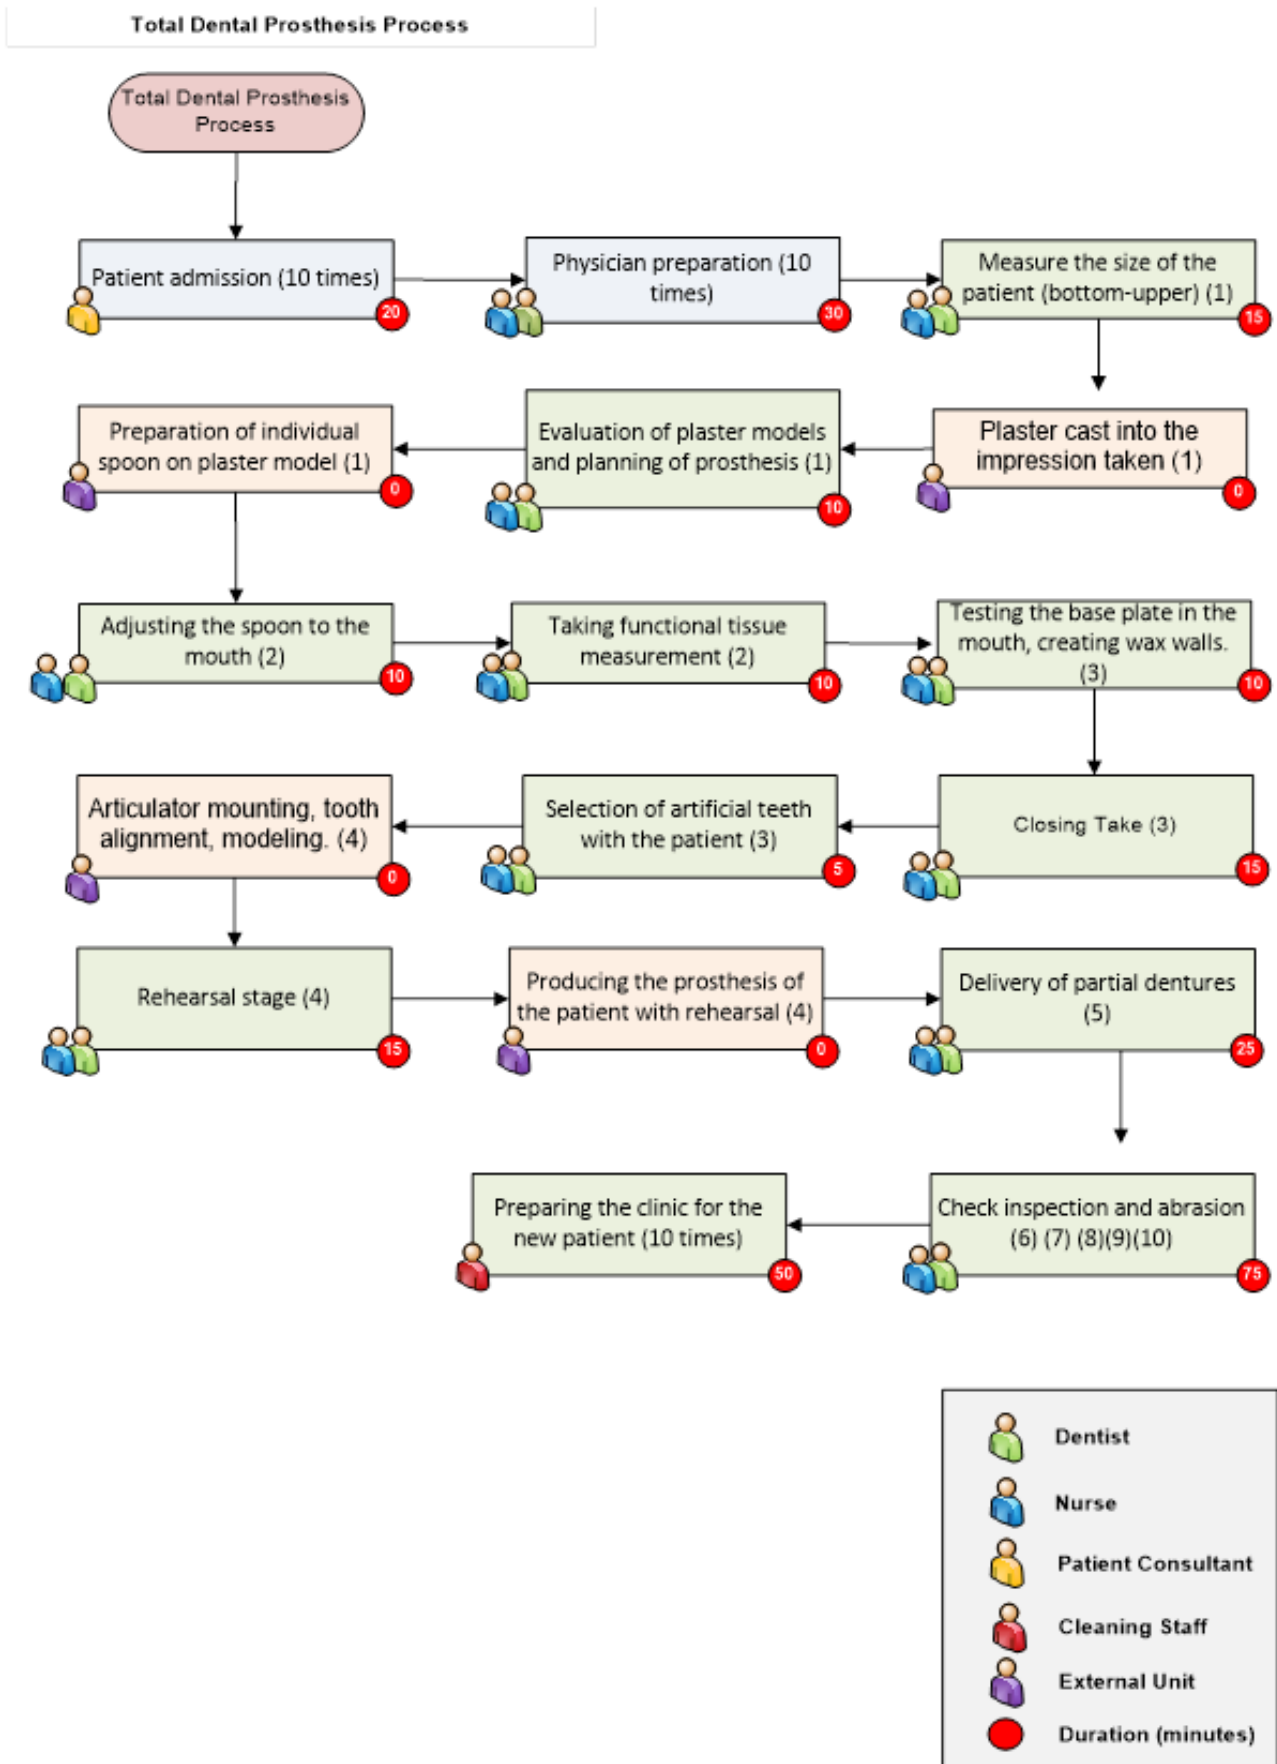 Total Dental Prosthesis Process
Total Dental Prosthesis
Process
Patient admission (10 times)
20
Physician preparation (10
times)
30
Measure the size of the
patient (bottom-upper) (1)
15
Preparation of individual
spoon on plaster model (1)
0
Evaluation of plaster models
and planning of prosthesis (1)
10
Plaster cast into the
impression taken (1)
0
Adjusting the spoon to the
mouth (2)
10
Taking functional tissue
measurement (2)
10
Testing the base plate in the
mouth, creating wax walls.
(3)
10
Articulator mounting, tooth
alignment, modeling. (4)
0
Selection of artificial teeth
with the patient (3)
5
Closing Take (3)
15
Rehearsal stage (4)
15
Producing the prosthesis of
the patient with rehearsal (4)
0
Delivery of partial dentures
(5)
25
Preparing the clinic for the
new patient (10 times)
50
Check inspection and abrasion
(6) (7) (8)(9)(10)
75
Dentist
Nurse
Patient Consultant
Cleaning Staff
External Unit
Duration (minutes)